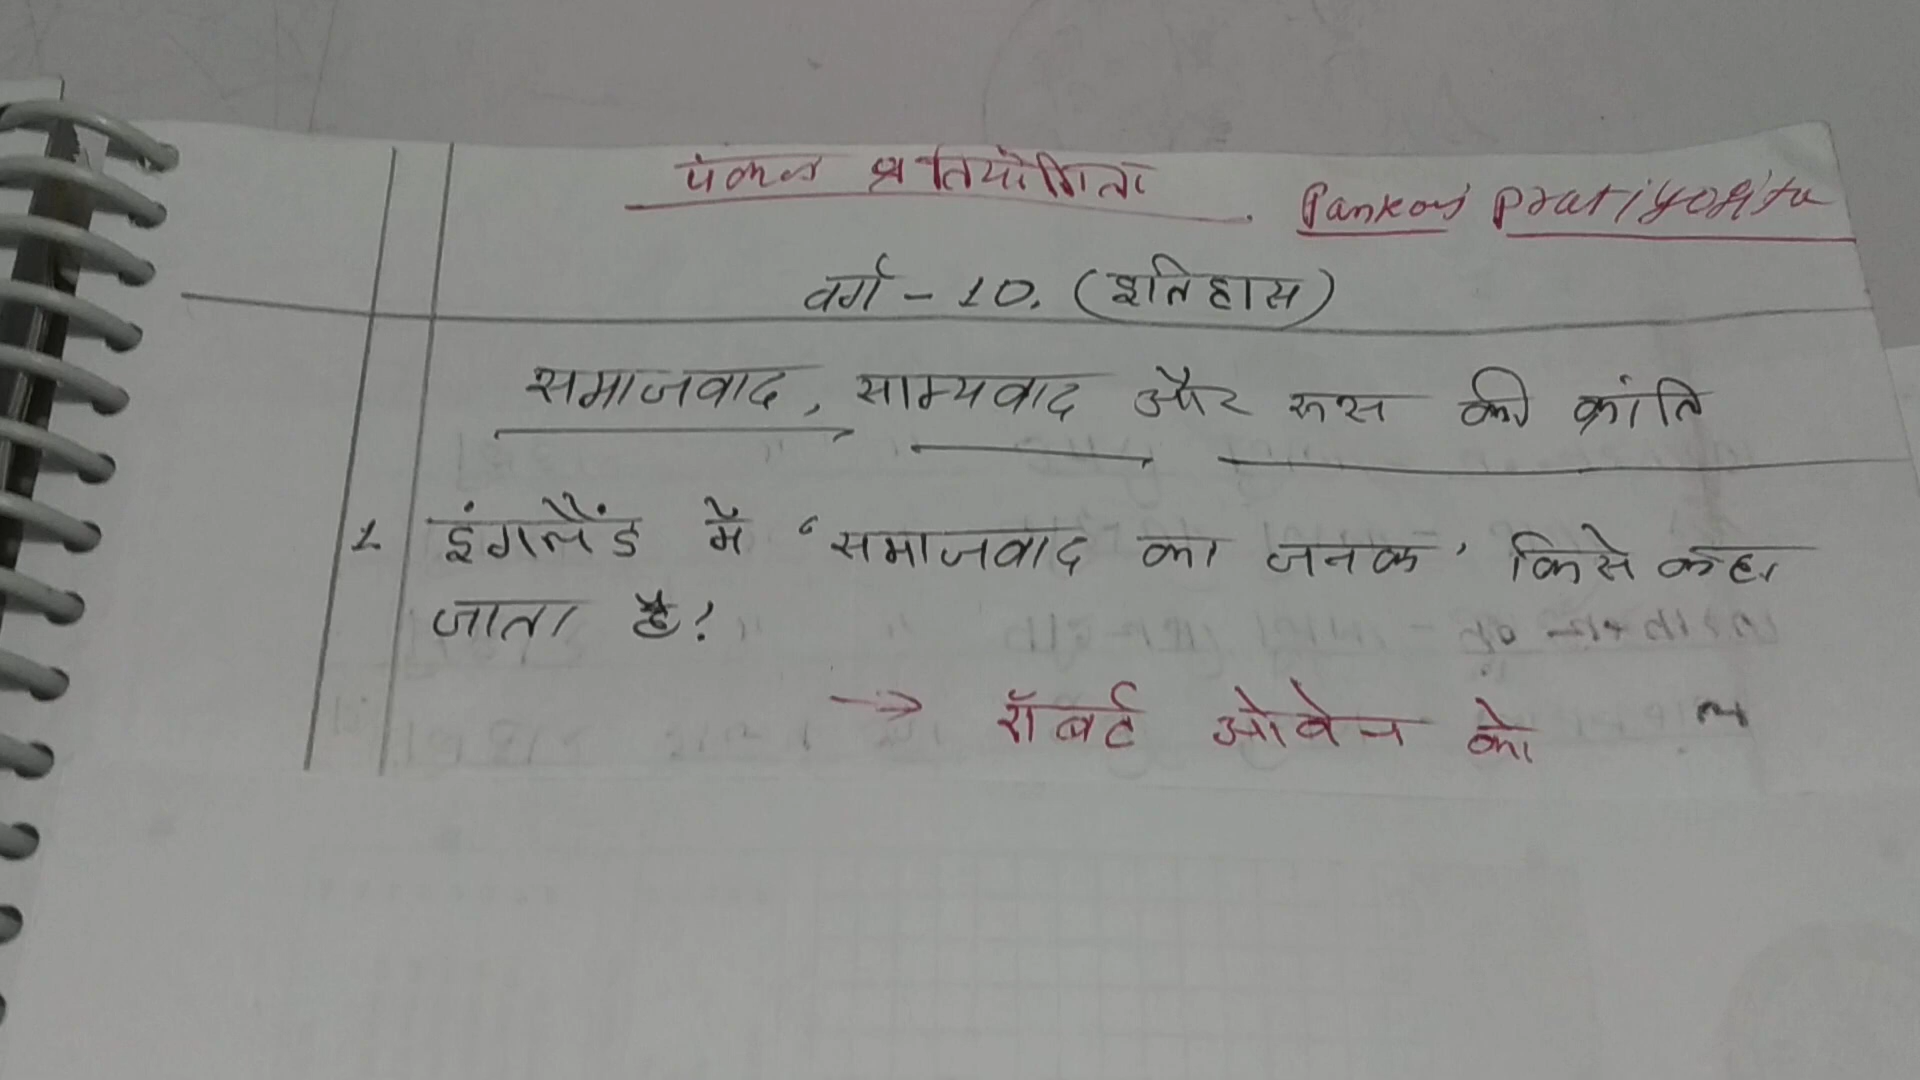 पंकज प्रतियोगिता Pankaj Pratiyogita
वर्ग - 10. (इतिहास)
समाजवाद, साम्यवाद और रूस की क्रांति
1 इंगलैंड में 'समाजवाद का जनक' किसे कहा
जाता है?
→ रॉबर्ट ओवेन को